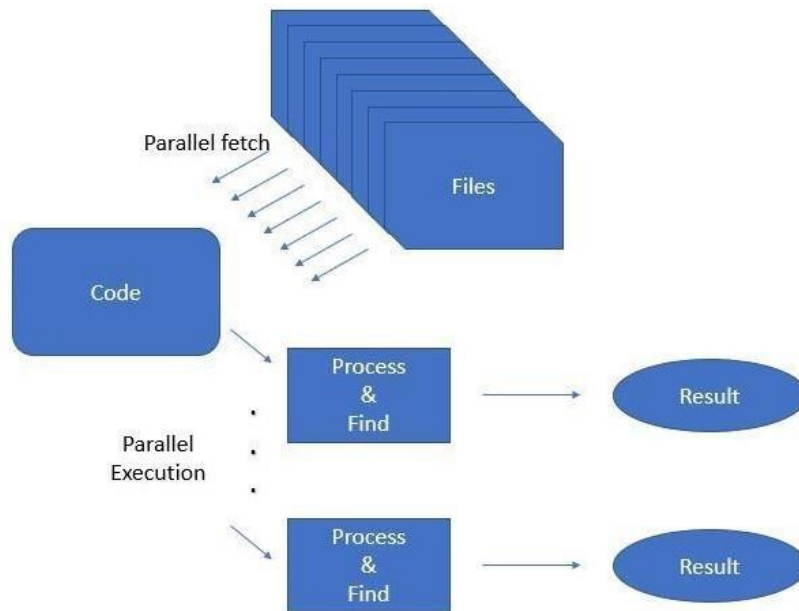 Parallel fetch
Files
Code
Process
&
Find
Result
Parallel
Execution
Process
&
Find
Result